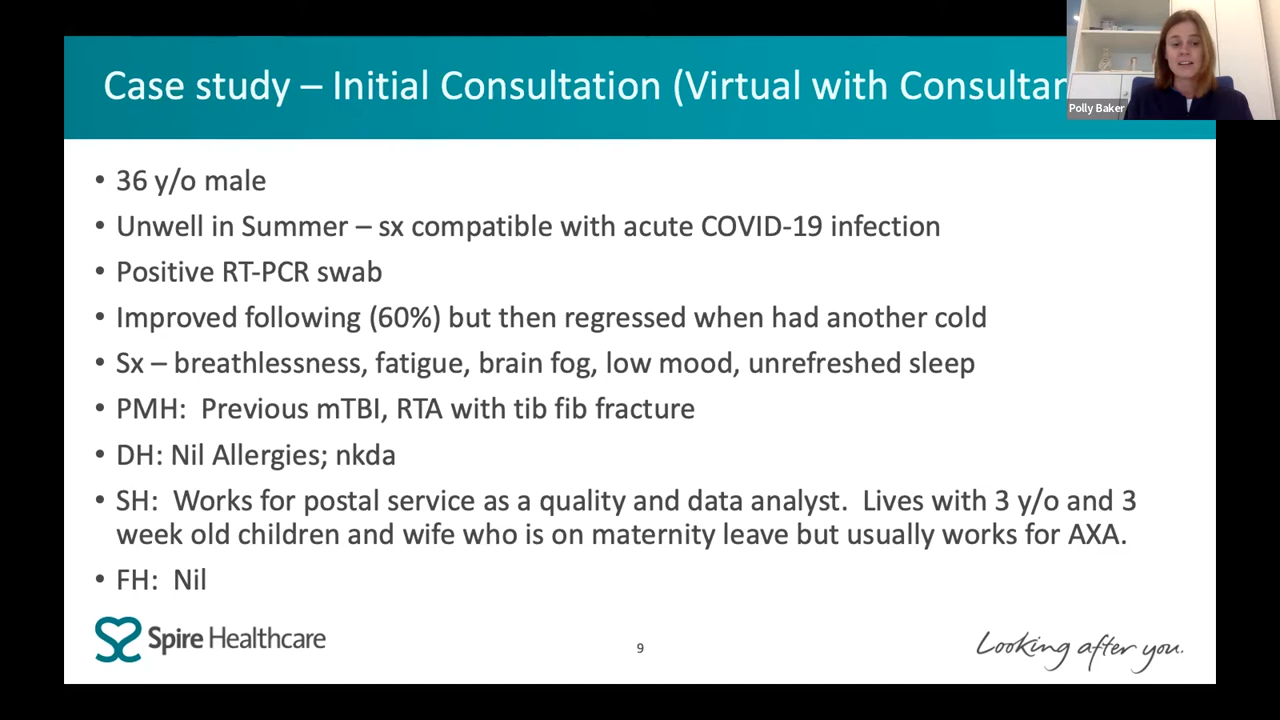 Case study – Initial Consultation (Virtual with Consultan
Polly Baker
• 36 y/o male
• Unwell in Summer – sx compatible with acute COVID-19 infection
• Positive RT-PCR swab
• Improved following (60%) but then regressed when had another cold
• Sx – breathlessness, fatigue, brain fog, low mood, unrefreshed sleep
• PMH:  Previous mTBI, RTA with tib fib fracture
• DH: Nil Allergies; nkda
• SH:  Works for postal service as a quality and data analyst.  Lives with 3 y/o and 3
week old children and wife who is on maternity leave but usually works for AXA.
• FH:  Nil
Spire Healthcare
9
Looking after you.